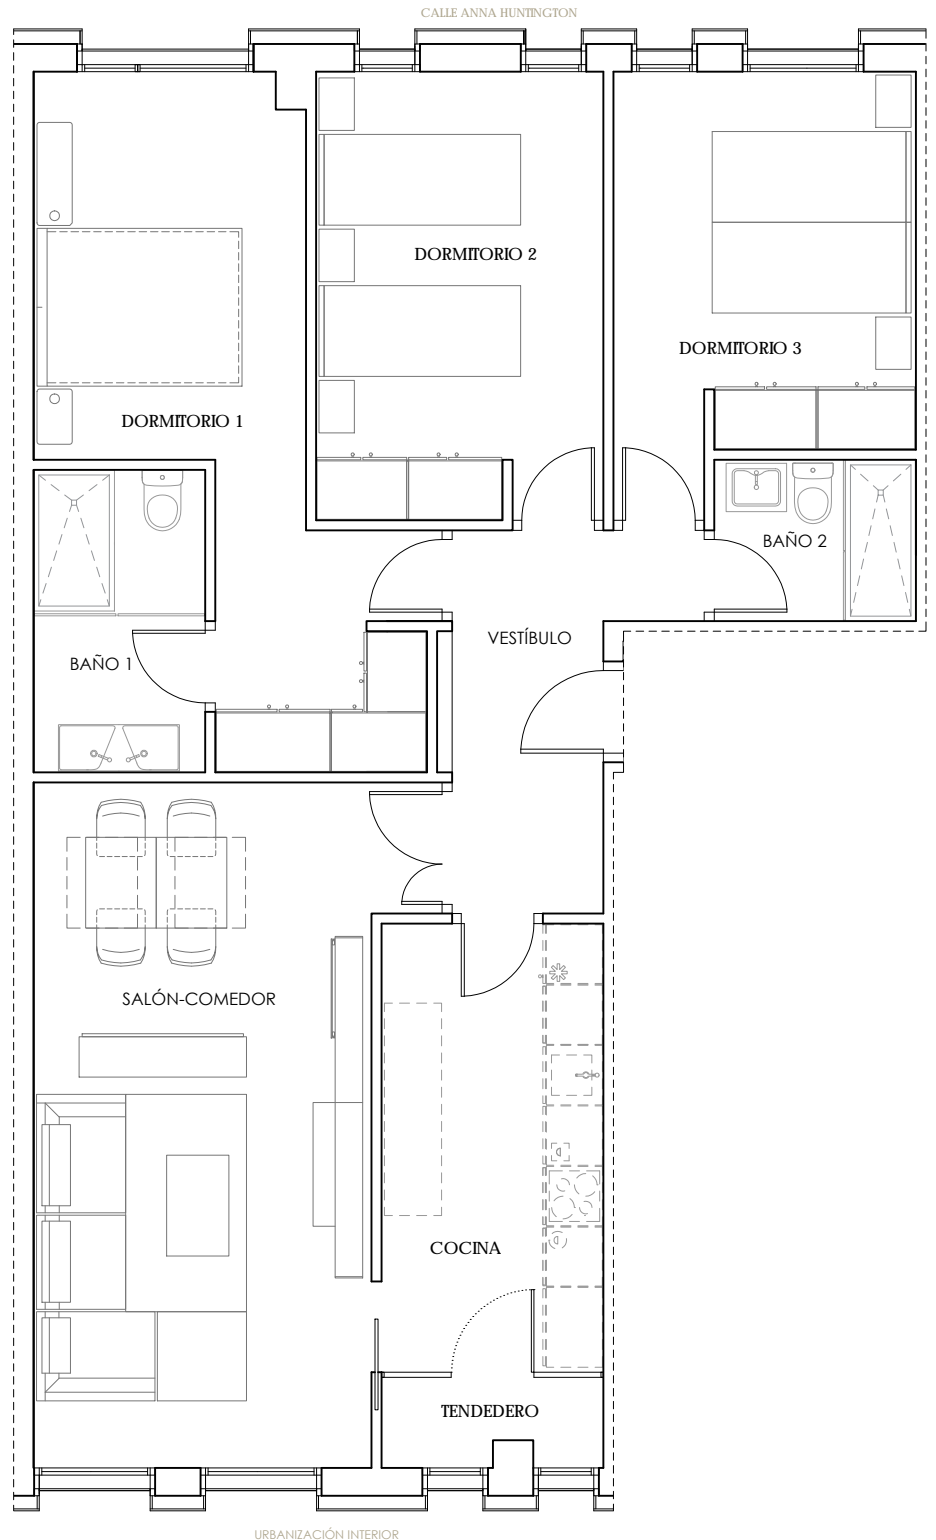 CALLE ANNA HUNTINGTON
DORMITORIO 2
DORMITORIO 3
DORMITORIO 1
BAÑO 2
VESTÍBULO
BAÑO 1
SALÓN-COMEDOR
COCINA
TENDEDERO
URBANIZACIÓN INTERIOR